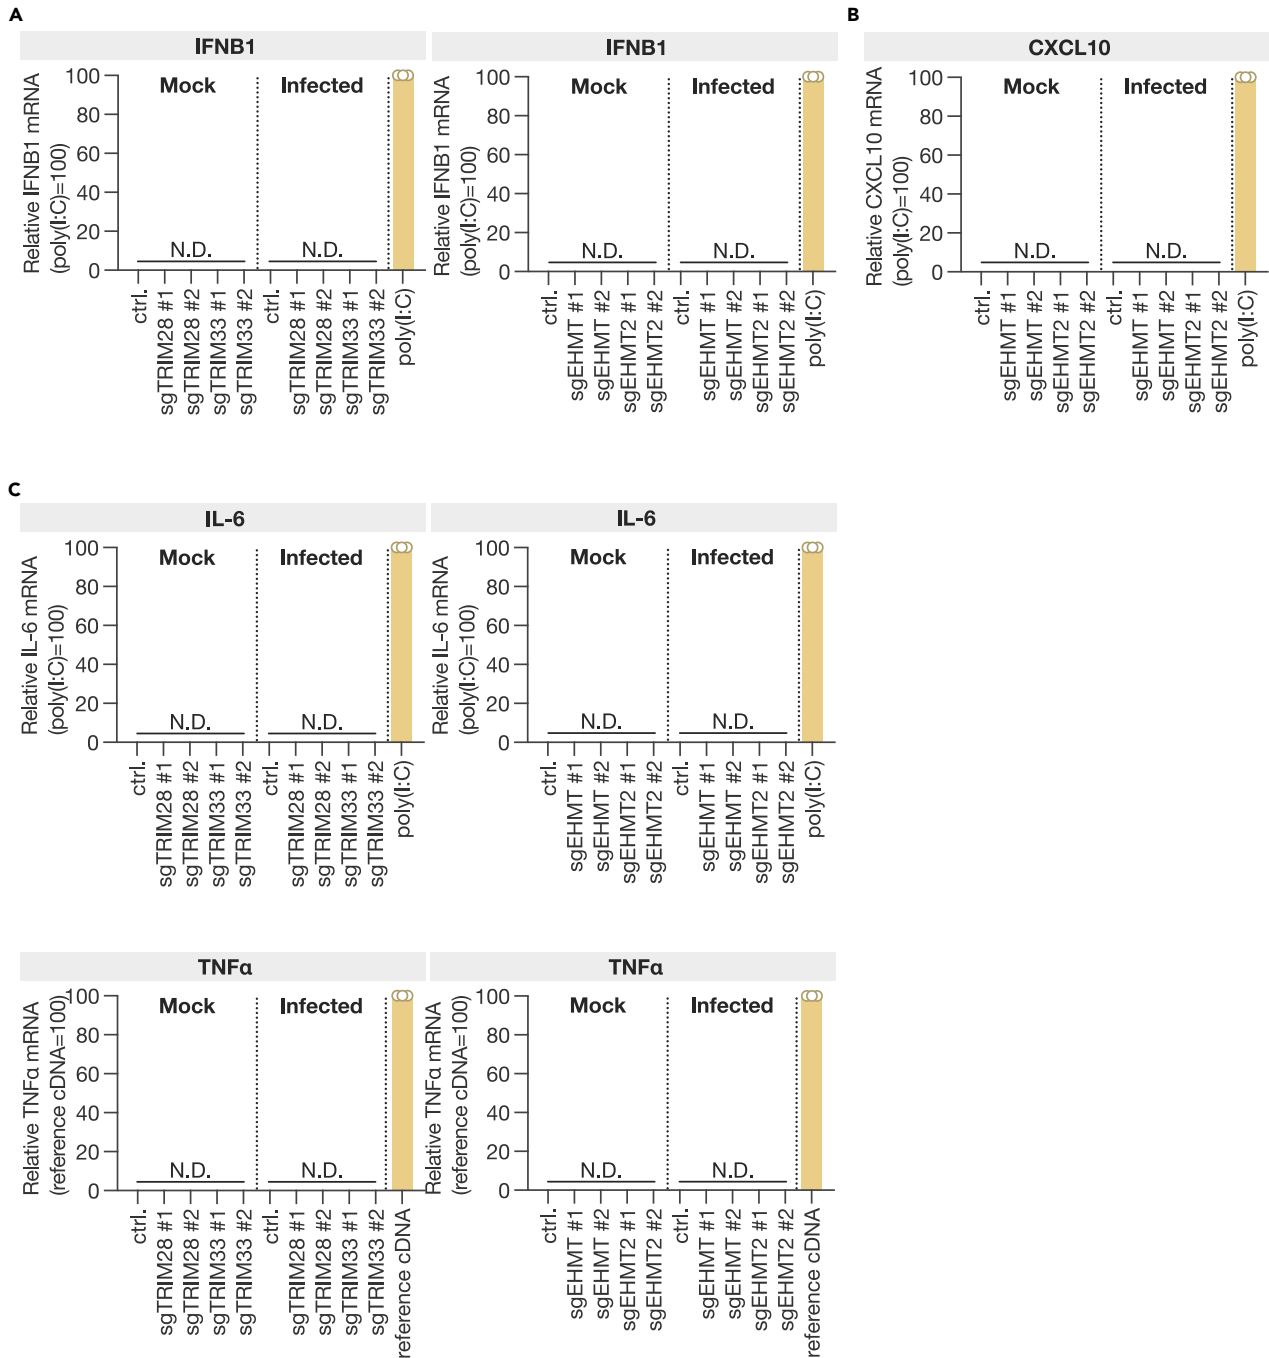 A
IFNB1
Relative IFNB1 mRNA
(poly(I:C)=100)
100
80
60
40
20
0
Mock
Infected
N.D.
N.D.
ctrl.
sgTRIM28 #1
sgTRIM28 #2
sgTRIM33 #1
sgTRIM33 #2
ctrl.
sgTRIM28 #1
sgTRIM28 #2
sgTRIM33 #1
sgTRIM33 #2
poly(I:C)
IFNB1
Relative IFNB1 mRNA
(poly(I:C)=100)
100
80
60
40
20
0
Mock
Infected
N.D.
N.D.
ctrl.
sgEHMT #1
sgEHMT #2
sgEHMT2 #1
sgEHMT2 #2
ctrl.
sgEHMT #1
sgEHMT #2
sgEHMT2 #1
sgEHMT2 #2
poly(I:C)
B
CXCL10
Relative CXCL10 mRNA
(poly(I:C)=100)
100
80
60
40
20
0
Mock
Infected
N.D.
N.D.
ctrl.
sgEHMT #1
sgEHMT #2
sgEHMT2 #1
sgEHMT2 #2
ctrl.
sgEHMT #1
sgEHMT #2
sgEHMT2 #1
sgEHMT2 #2
poly(I:C)
C
IL-6
Relative IL-6 mRNA
(poly(I:C)=100)
100
80
60
40
20
0
Mock
Infected
N.D.
N.D.
ctrl.
sgTRIM28 #1
sgTRIM28 #2
sgTRIM33 #1
sgTRIM33 #2
ctrl.
sgTRIM28 #1
sgTRIM28 #2
sgTRIM33 #1
sgTRIM33 #2
poly(I:C)
IL-6
Relative IL-6 mRNA
(poly(I:C)=100)
100
80
60
40
20
0
Mock
Infected
N.D.
N.D.
ctrl.
sgEHMT #1
sgEHMT #2
sgEHMT2 #1
sgEHMT2 #2
ctrl.
sgEHMT #1
sgEHMT #2
sgEHMT2 #1
sgEHMT2 #2
poly(I:C)
TNFα
Relative TNFα mRNA
(reference cDNA=100)
100
80
60
40
20
0
Mock
Infected
N.D.
N.D.
ctrl.
sgTRIM28 #1
sgTRIM28 #2
sgTRIM33 #1
sgTRIM33 #2
ctrl.
sgTRIM28 #1
sgTRIM28 #2
sgTRIM33 #1
sgTRIM33 #2
reference cDNA
TNFα
Relative TNFα mRNA
(reference cDNA=100)
100
80
60
40
20
0
Mock
Infected
N.D.
N.D.
ctrl.
sgEHMT #1
sgEHMT #2
sgEHMT2 #1
sgEHMT2 #2
ctrl.
sgEHMT #1
sgEHMT #2
sgEHMT2 #1
sgEHMT2 #2
reference cDNA